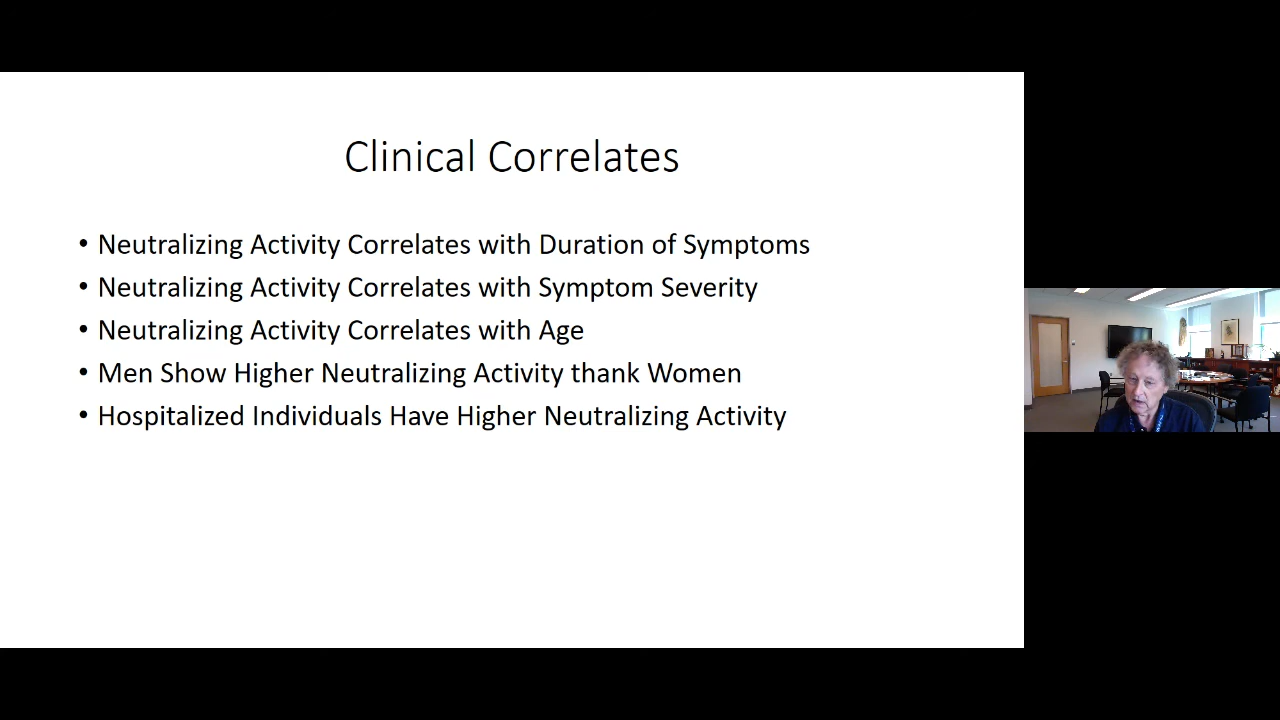 Clinical Correlates
• Neutralizing Activity Correlates with Duration of Symptoms
• Neutralizing Activity Correlates with Symptom Severity
• Neutralizing Activity Correlates with Age
• Men Show Higher Neutralizing Activity thank Women
• Hospitalized Individuals Have Higher Neutralizing Activity